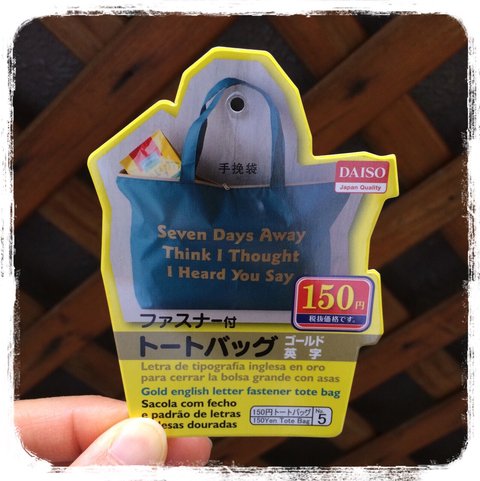 手挽袋
DAISO
Japan Quality
Seven Days Away
Think I Thought
I Heard You Say
150円
税抜価格です。
ファスナー付
トートバッグ ゴールド
英字
Letra de tipografía inglesa en oro
para cerrar la bolsa grande con asas
Gold english letter fastener tote bag
Sacola com fecho
e padrão de letras
inglesas douradas
150円トートバッグ No.
150Yen Tote Bag 5